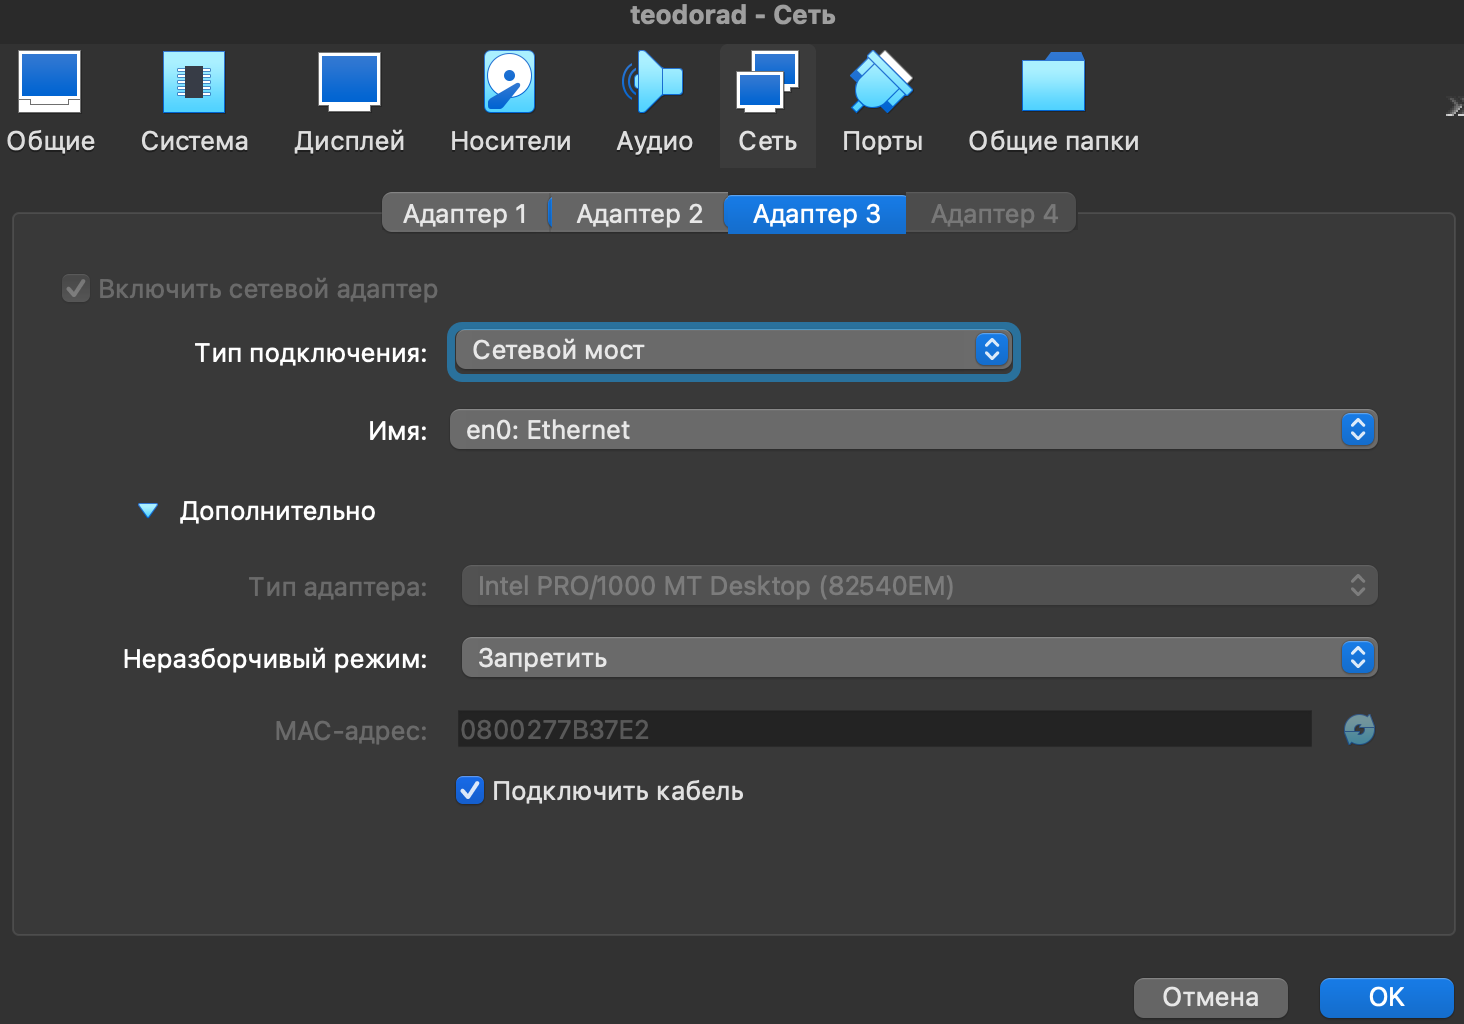 teodorad - Сеть
Общие Система Дисплей Носители Аудио Сеть Порты Общие папки
Адаптер 1 Адаптер 2 Адаптер 3 Адаптер 4
Включить сетевой адаптер
Тип подключения: Сетевой мост
Имя: en0: Ethernet
Дополнительно
Тип адаптера: Intel PRO/1000 MT Desktop (82540EM)
Неразборчивый режим: Запретить
MAC-адрес: 0800277B37E2
Подключить кабель
Отмена OK